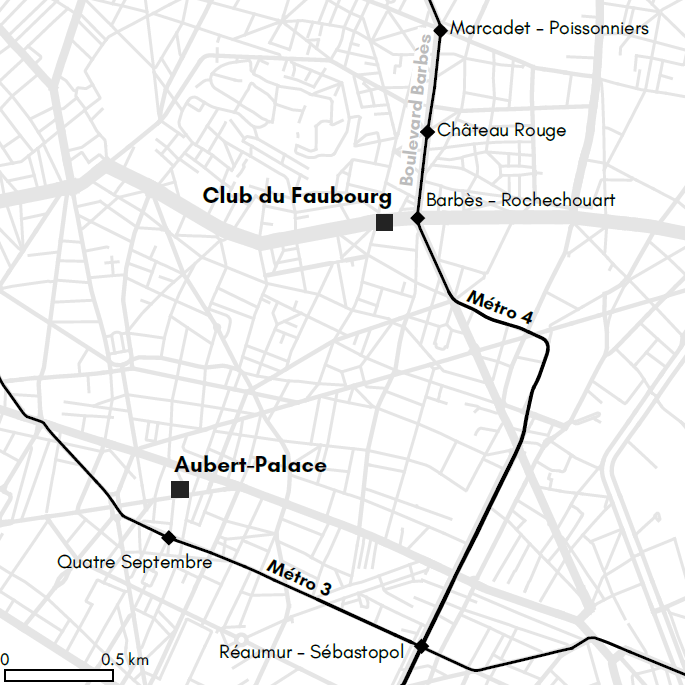 Marcadet - Poissonniers
Boulevard Barbès
Château Rouge
Club du Faubourg
Barbès - Rochechouart
Métro 4
Aubert-Palace
Quatre Septembre
Métro 3
Réaumur - Sébastopol
0 0.5 km